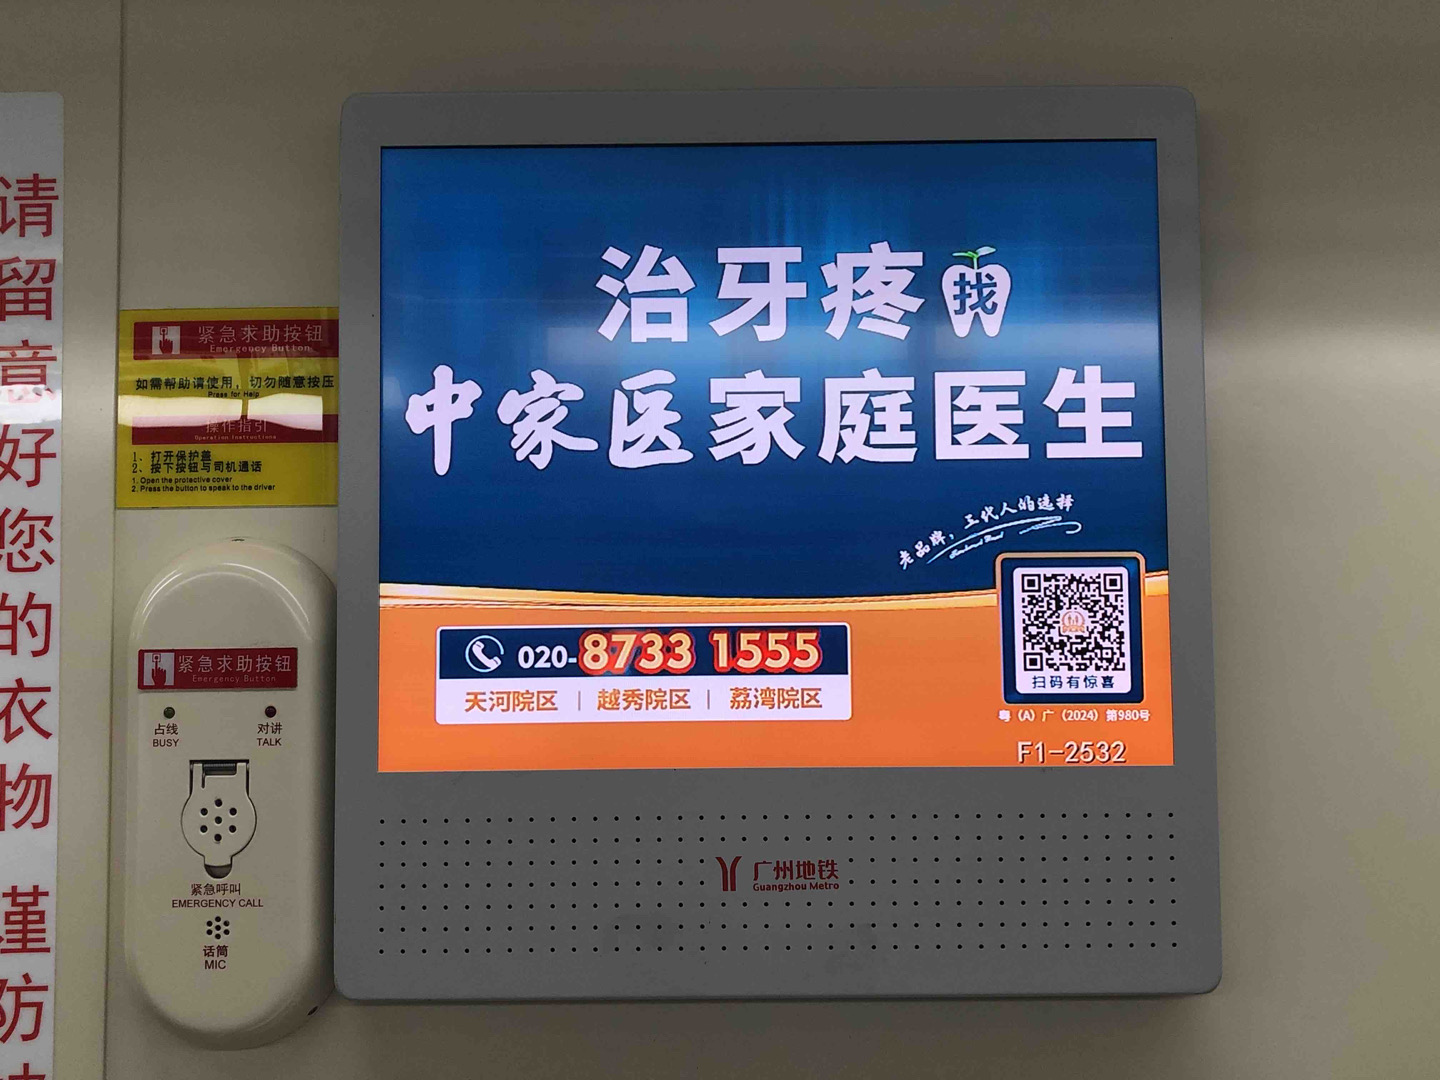 请留意好您的衣物 谨防
紧急求助按钮
Emergency Button
如需帮助请使用，切勿随意按压
Press for Help
操作指引
Operation Instructions
1、打开保护盖
2、按下按钮与司机通话
1. Open the protective cover
2. Press the button to speak to the driver
紧急求助按钮
Emergency Button
占线
BUSY
对讲
TALK
紧急呼叫
EMERGENCY CALL
话筒
MIC
治牙疼找
中家医家庭医生
老品牌，三代人的选择
020-8733 1555
天河院区 | 越秀院区 | 荔湾院区
扫码有惊喜
粤（A）广（2024）第980号
F1-2532
广州地铁
Guangzhou Metro